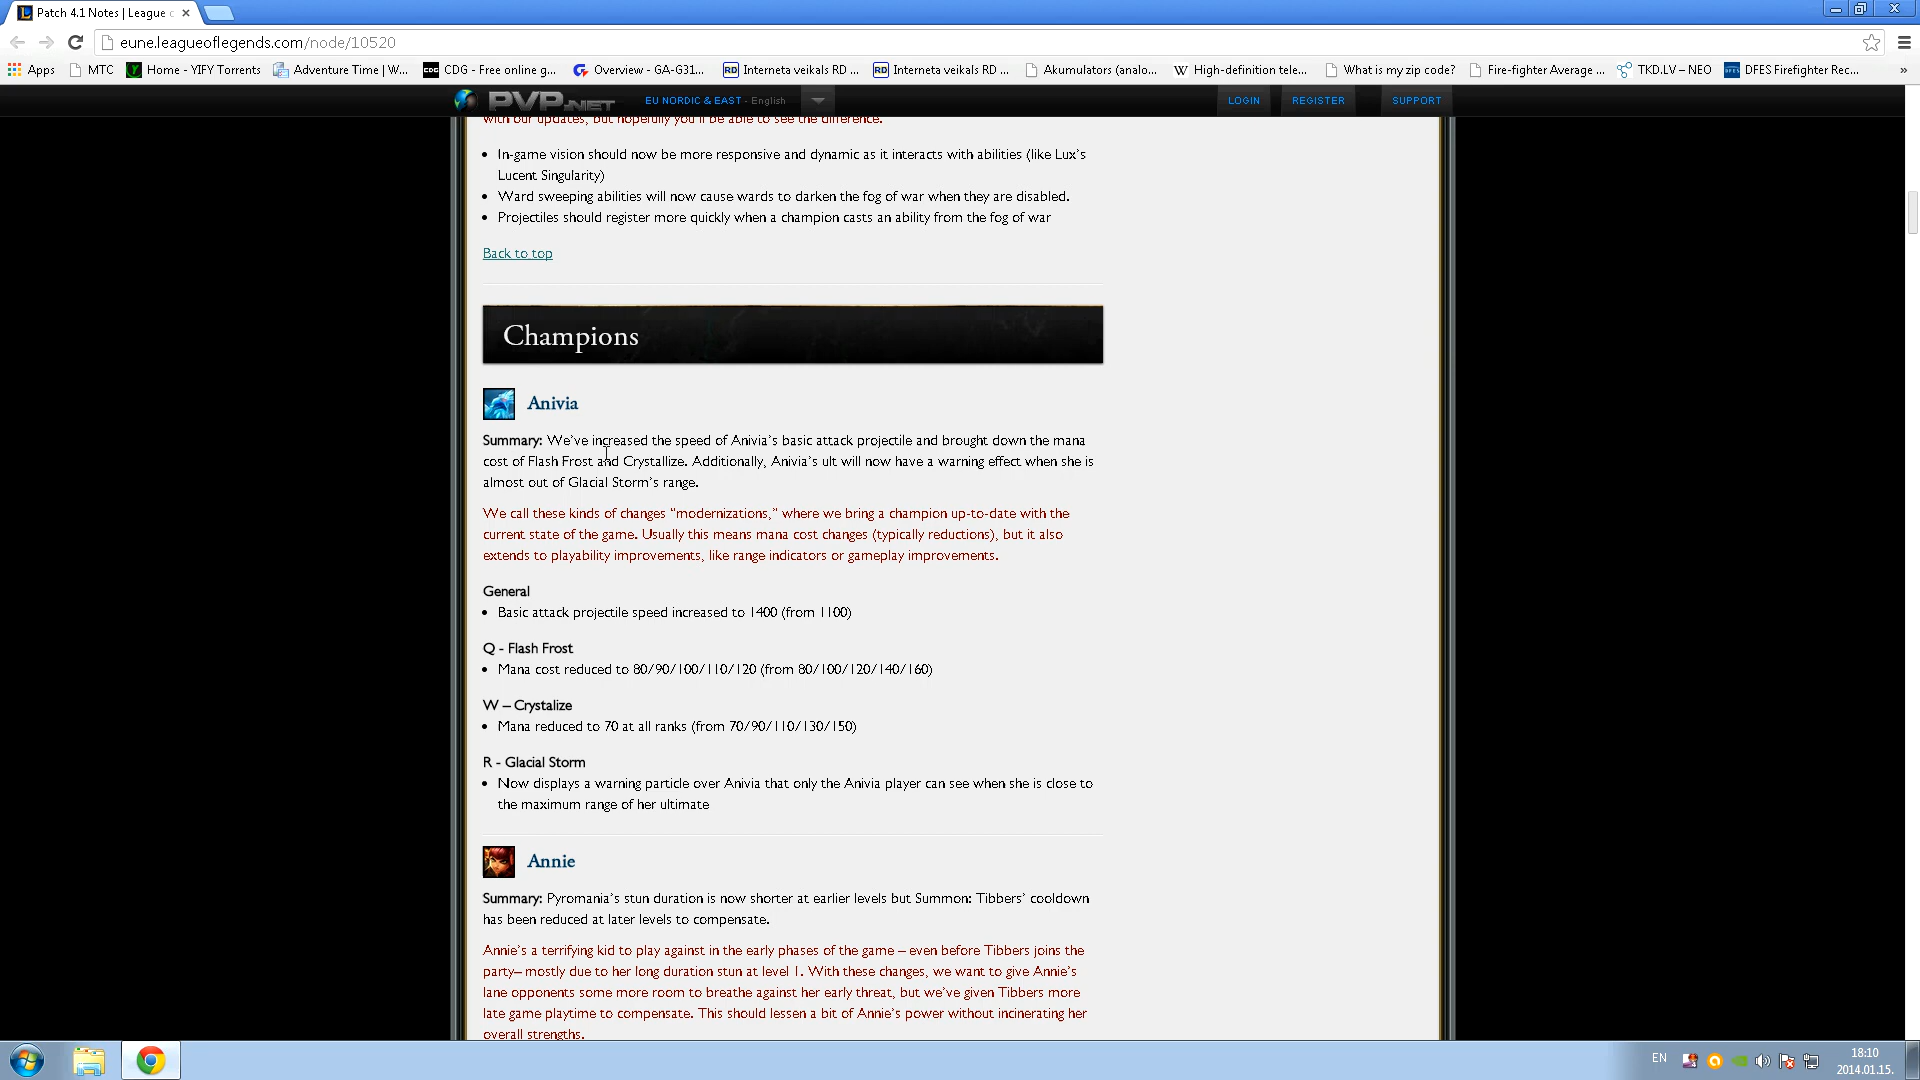 Patch 4.1 Notes | League
eune.leagueoflegends.com/node/10520
Apps MTC Home - YIFY Torrents Adventure Time | W... CDG - Free online g... Overview - GA-G31... Interneta veikals RD ... Interneta veikals RD ... Akumulators (analo... High-definition tele... What is my zip code? Fire-fighter Average ... TKD.LV – NEO DFES Firefighter Rec... »
PVP.NET EU NORDIC & EAST - English LOGIN REGISTER SUPPORT
with our updates, but hopefully you'll be able to see the difference.
• In-game vision should now be more responsive and dynamic as it interacts with abilities (like Lux's
Lucent Singularity)
• Ward sweeping abilities will now cause wards to darken the fog of war when they are disabled.
• Projectiles should register more quickly when a champion casts an ability from the fog of war
Back to top
Champions
Anivia
Summary: We've increased the speed of Anivia's basic attack projectile and brought down the mana
cost of Flash Frost and Crystallize. Additionally, Anivia's ult will now have a warning effect when she is
almost out of Glacial Storm's range.
We call these kinds of changes "modernizations," where we bring a champion up-to-date with the
current state of the game. Usually this means mana cost changes (typically reductions), but it also
extends to playability improvements, like range indicators or gameplay improvements.
General
• Basic attack projectile speed increased to 1400 (from 1100)
Q - Flash Frost
• Mana cost reduced to 80/90/100/110/120 (from 80/100/120/140/160)
W – Crystalize
• Mana reduced to 70 at all ranks (from 70/90/110/130/150)
R - Glacial Storm
• Now displays a warning particle over Anivia that only the Anivia player can see when she is close to
the maximum range of her ultimate
Annie
Summary: Pyromania's stun duration is now shorter at earlier levels but Summon: Tibbers' cooldown
has been reduced at later levels to compensate.
Annie's a terrifying kid to play against in the early phases of the game – even before Tibbers joins the
party– mostly due to her long duration stun at level 1. With these changes, we want to give Annie's
lane opponents some more room to breathe against her early threat, but we've given Tibbers more
late game playtime to compensate. This should lessen a bit of Annie's power without incinerating her
overall strengths.
EN 18:10
2014.01.15.